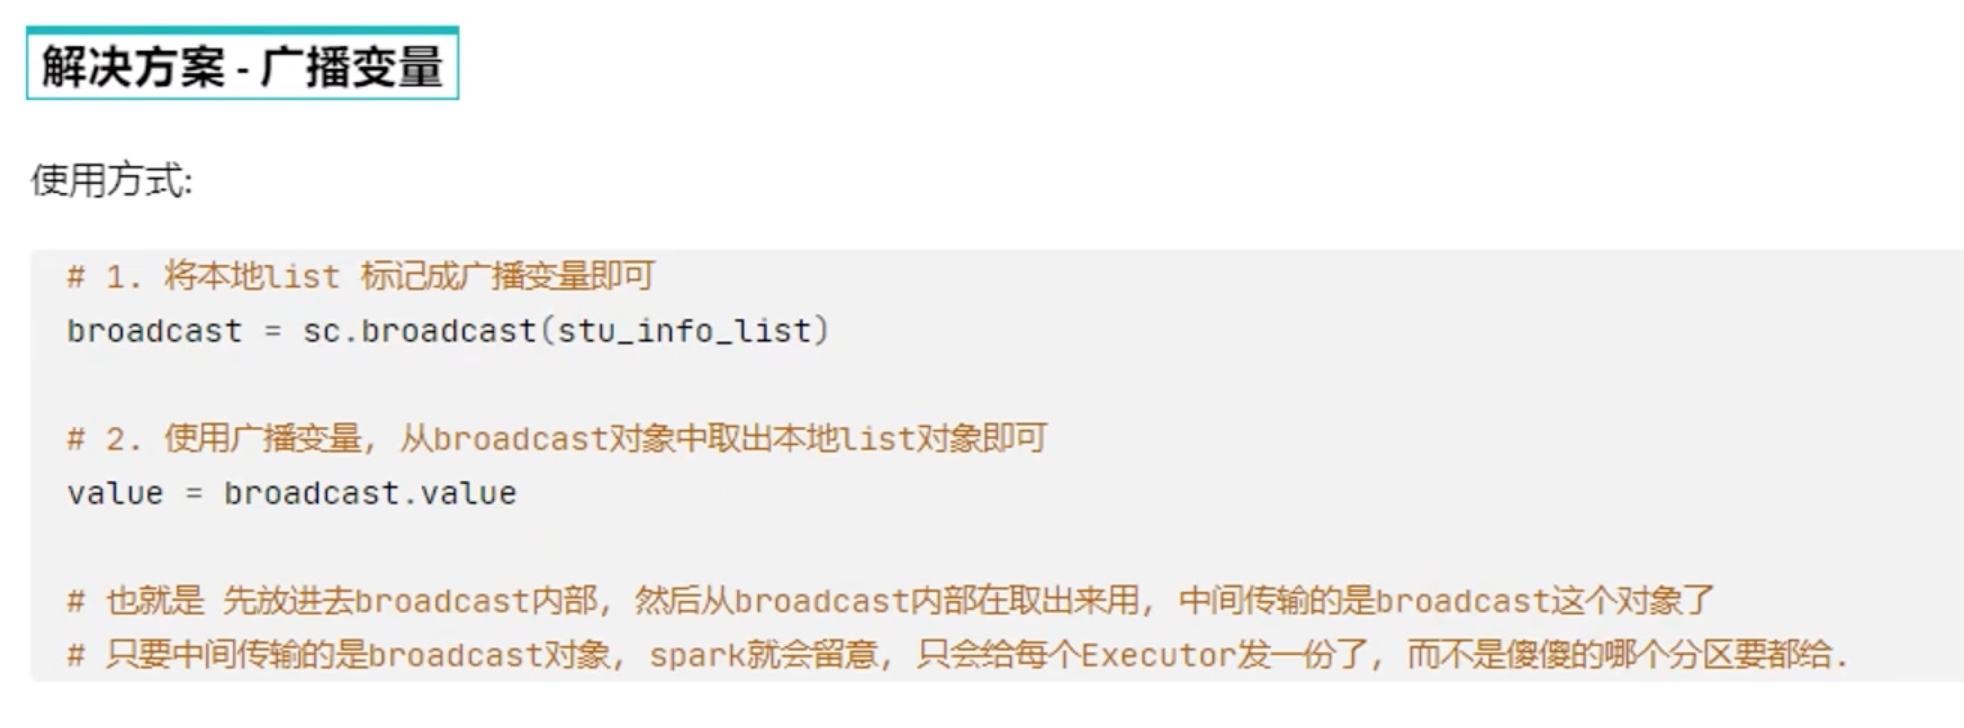 解决方案 - 广播变量
使用方式:
# 1. 将本地list 标记成广播变量即可
broadcast = sc.broadcast(stu_info_list)
# 2. 使用广播变量, 从broadcast对象中取出本地list对象即可
value = broadcast.value
# 也就是 先放进去broadcast内部, 然后从broadcast内部在取出来用, 中间传输的是broadcast这个对象了
# 只要中间传输的是broadcast对象, spark就会留意, 只会给每个Executor发一份了, 而不是傻傻的哪个分区要都给.